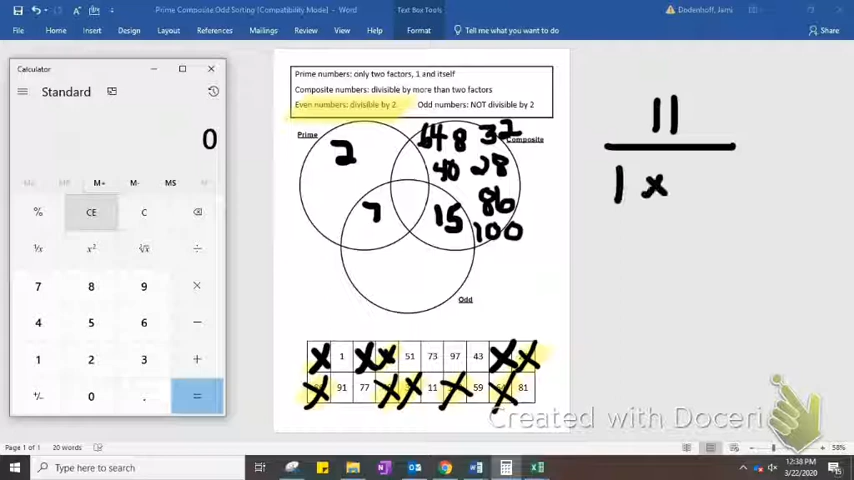 Prime Composite Odd Sorting [Compatibility Mode] - Word
Text Box Tools
Dodenhoff, Jami
File Home Insert Draw Design Layout References Mailings Review View Help Format Tell me what you want to do Share
Calculator
Standard
0
M+ M- MS
% CE C
7 8 9
4 5 6
1 2 3 +
+/- 0 . =
Prime numbers: only two factors, 1 and itself
Composite numbers: divisible by more than two factors
Even numbers: divisible by 2. Odd numbers: NOT divisible by 2
Prime
Composite
2
64 8 32
40 28
86
7 15
100
Odd
1 51 73 97 43
91 77 11 59 81
11
1 x
Created with Doceri
Page 1 of 1 20 words
58%
Type here to search
12:38 PM
3/22/2020